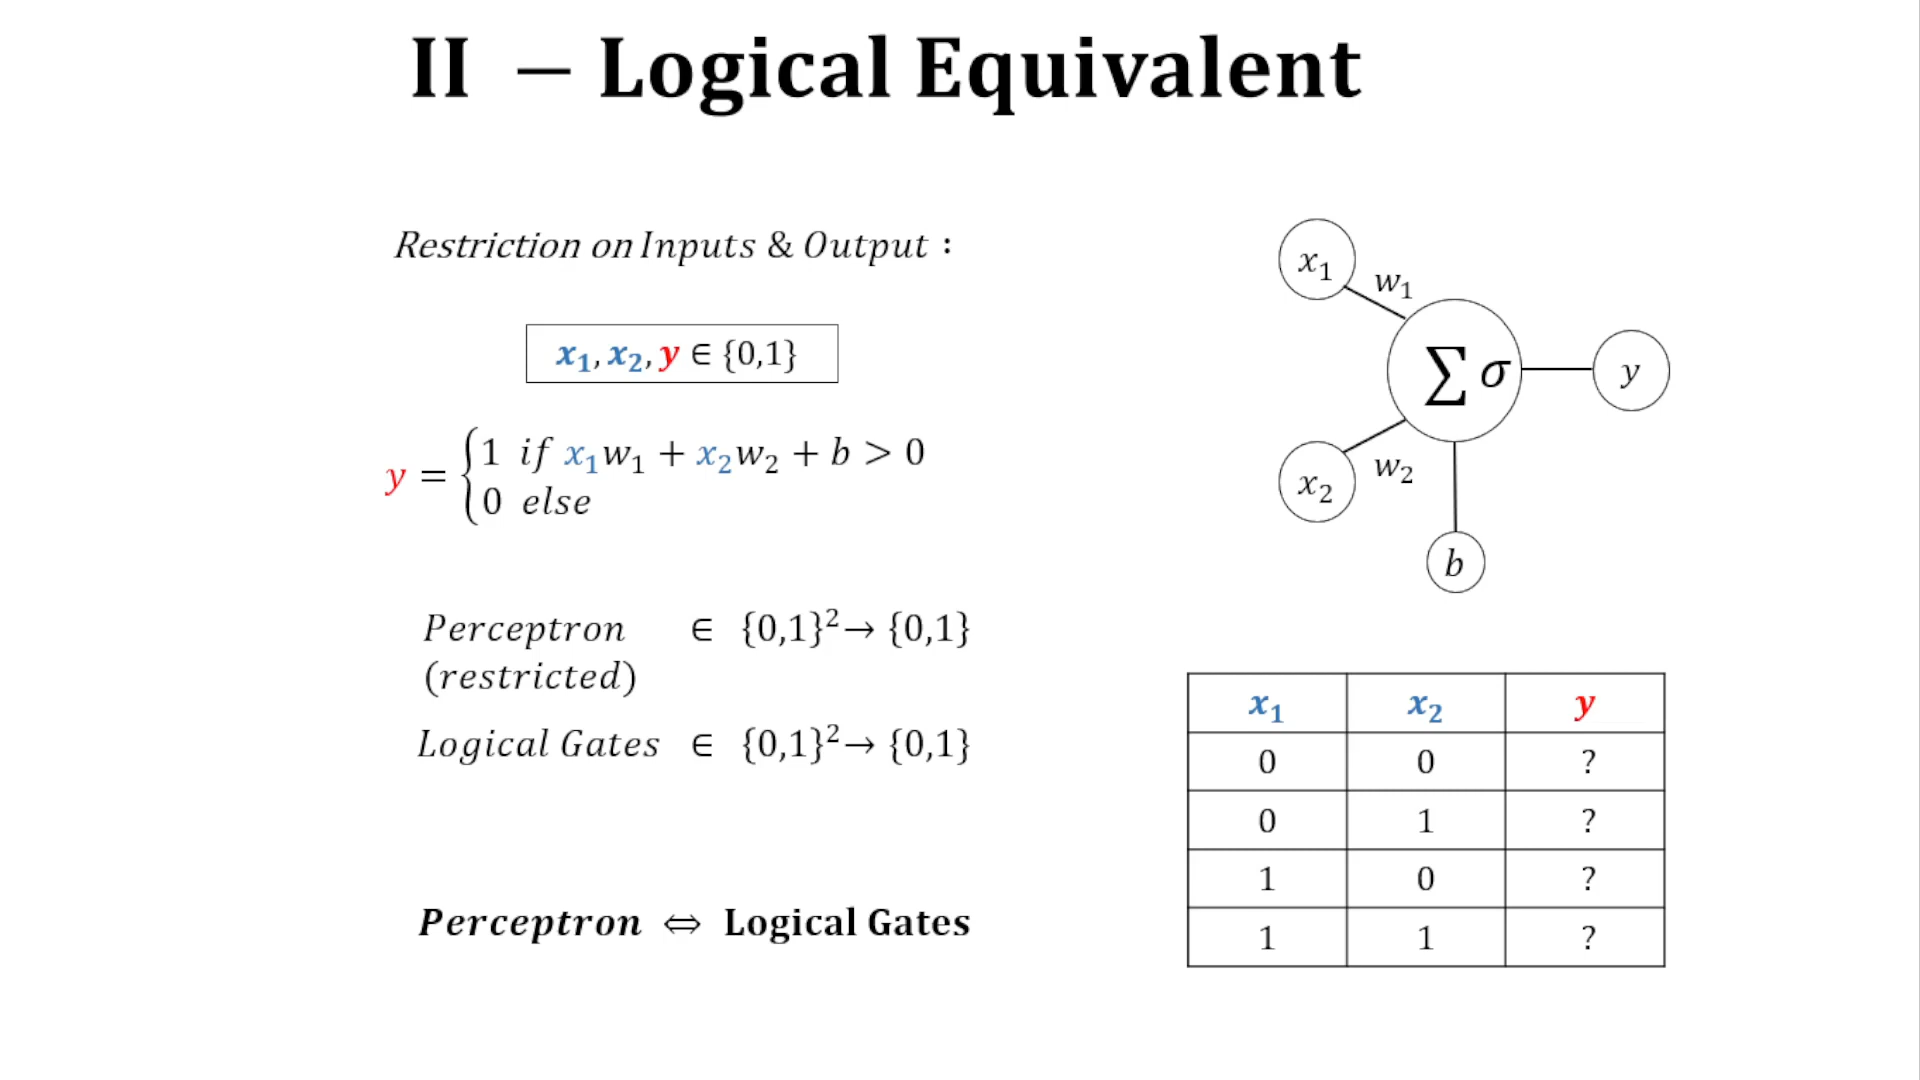 II – Logical Equivalent
Restriction on Inputs & Output :
x₁, x₂, y ∈ {0,1}
y = {1 if x₁w₁ + x₂w₂ + b > 0
0 else
Perceptron ∈ {0,1}² → {0,1}
(restricted)
Logical Gates ∈ {0,1}² → {0,1}
Perceptron ⇔ Logical Gates
x₁
w₁
∑ σ
y
x₂
w₂
b
x₁ x₂ y
0 0 ?
0 1 ?
1 0 ?
1 1 ?